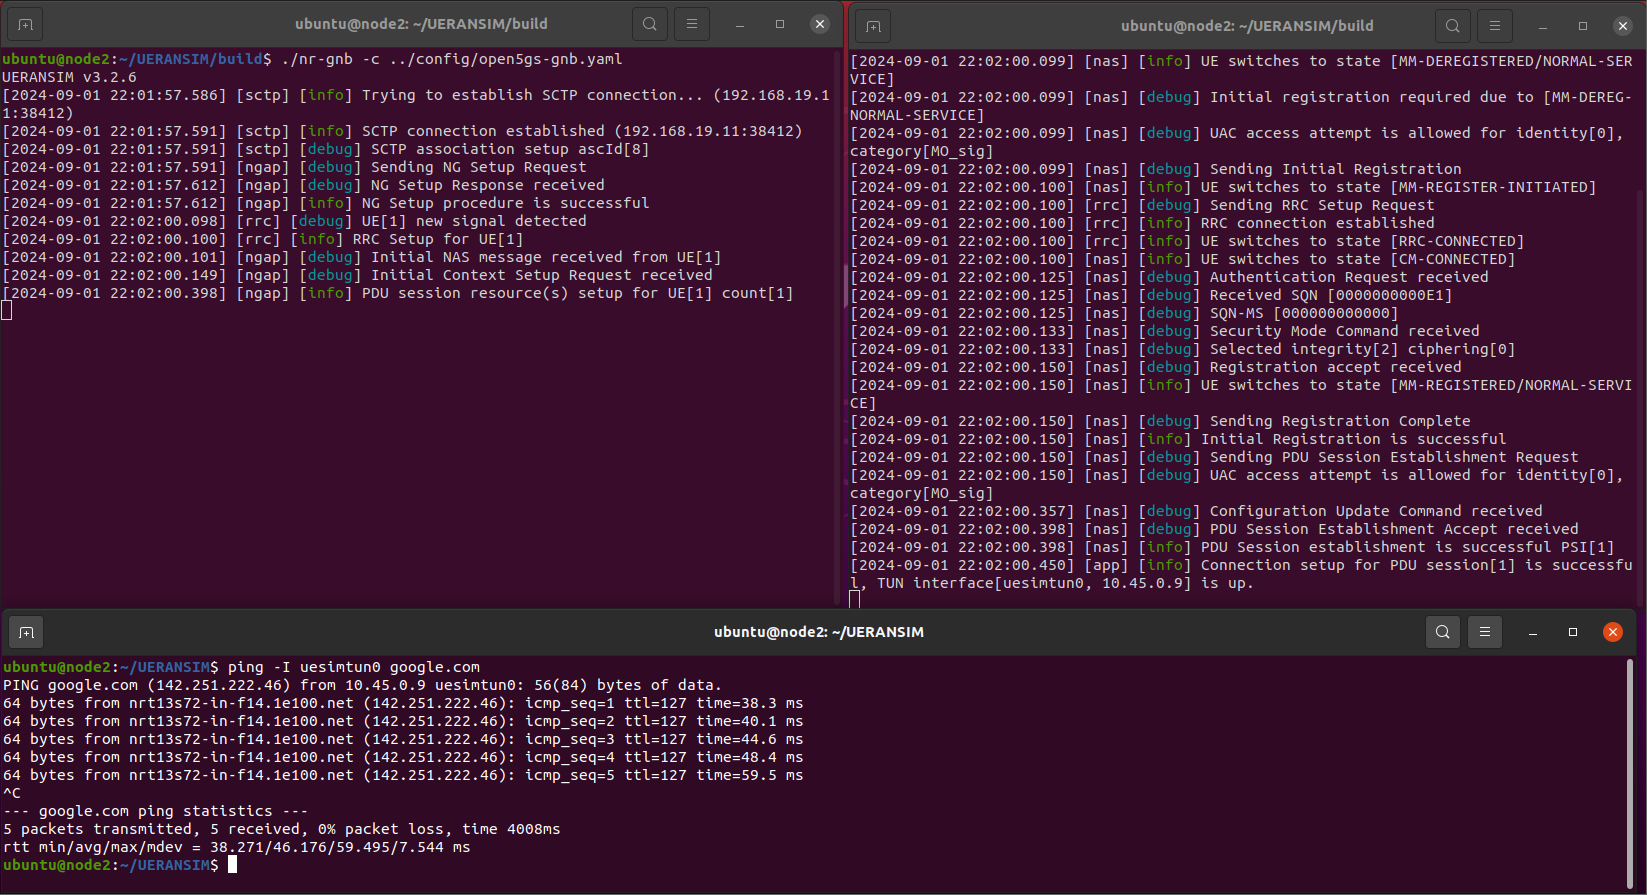 ubuntu@node2: ~/UERANSIM/build
ubuntu@node2:~/UERANSIM/build$ ./nr-gnb -c ../config/open5gs-gnb.yaml
UERANSIM v3.2.6
[2024-09-01 22:01:57.586] [sctp] [info] Trying to establish SCTP connection... (192.168.19.1
1:38412)
[2024-09-01 22:01:57.591] [sctp] [info] SCTP connection established (192.168.19.11:38412)
[2024-09-01 22:01:57.591] [sctp] [debug] SCTP association setup ascId[8]
[2024-09-01 22:01:57.591] [ngap] [debug] Sending NG Setup Request
[2024-09-01 22:01:57.612] [ngap] [debug] NG Setup Response received
[2024-09-01 22:01:57.612] [ngap] [info] NG Setup procedure is successful
[2024-09-01 22:02:00.098] [rrc] [debug] UE[1] new signal detected
[2024-09-01 22:02:00.100] [rrc] [info] RRC Setup for UE[1]
[2024-09-01 22:02:00.101] [ngap] [debug] Initial NAS message received from UE[1]
[2024-09-01 22:02:00.149] [ngap] [debug] Initial Context Setup Request received
[2024-09-01 22:02:00.398] [ngap] [info] PDU session resource(s) setup for UE[1] count[1]
ubuntu@node2: ~/UERANSIM/build
[2024-09-01 22:02:00.099] [nas] [info] UE switches to state [MM-DEREGISTERED/NORMAL-SER
VICE]
[2024-09-01 22:02:00.099] [nas] [debug] Initial registration required due to [MM-DEREG-
NORMAL-SERVICE]
[2024-09-01 22:02:00.099] [nas] [debug] UAC access attempt is allowed for identity[0],
category[MO_sig]
[2024-09-01 22:02:00.099] [nas] [debug] Sending Initial Registration
[2024-09-01 22:02:00.100] [nas] [info] UE switches to state [MM-REGISTER-INITIATED]
[2024-09-01 22:02:00.100] [rrc] [debug] Sending RRC Setup Request
[2024-09-01 22:02:00.100] [rrc] [info] RRC connection established
[2024-09-01 22:02:00.100] [rrc] [info] UE switches to state [RRC-CONNECTED]
[2024-09-01 22:02:00.100] [nas] [info] UE switches to state [CM-CONNECTED]
[2024-09-01 22:02:00.125] [nas] [debug] Authentication Request received
[2024-09-01 22:02:00.125] [nas] [debug] Received SQN [0000000000E1]
[2024-09-01 22:02:00.125] [nas] [debug] SQN-MS [000000000000]
[2024-09-01 22:02:00.133] [nas] [debug] Security Mode Command received
[2024-09-01 22:02:00.133] [nas] [debug] Selected integrity[2] ciphering[0]
[2024-09-01 22:02:00.150] [nas] [debug] Registration accept received
[2024-09-01 22:02:00.150] [nas] [info] UE switches to state [MM-REGISTERED/NORMAL-SERVI
CE]
[2024-09-01 22:02:00.150] [nas] [debug] Sending Registration Complete
[2024-09-01 22:02:00.150] [nas] [info] Initial Registration is successful
[2024-09-01 22:02:00.150] [nas] [debug] Sending PDU Session Establishment Request
[2024-09-01 22:02:00.150] [nas] [debug] UAC access attempt is allowed for identity[0],
category[MO_sig]
[2024-09-01 22:02:00.357] [nas] [debug] Configuration Update Command received
[2024-09-01 22:02:00.398] [nas] [debug] PDU Session Establishment Accept received
[2024-09-01 22:02:00.398] [nas] [info] PDU Session establishment is successful PSI[1]
[2024-09-01 22:02:00.450] [app] [info] Connection setup for PDU session[1] is successfu
l, TUN interface[uesimtun0, 10.45.0.9] is up.
ubuntu@node2: ~/UERANSIM
ubuntu@node2:~/UERANSIM$ ping -I uesimtun0 google.com
PING google.com (142.251.222.46) from 10.45.0.9 uesimtun0: 56(84) bytes of data.
64 bytes from nrt13s72-in-f14.1e100.net (142.251.222.46): icmp_seq=1 ttl=127 time=38.3 ms
64 bytes from nrt13s72-in-f14.1e100.net (142.251.222.46): icmp_seq=2 ttl=127 time=40.1 ms
64 bytes from nrt13s72-in-f14.1e100.net (142.251.222.46): icmp_seq=3 ttl=127 time=44.6 ms
64 bytes from nrt13s72-in-f14.1e100.net (142.251.222.46): icmp_seq=4 ttl=127 time=48.4 ms
64 bytes from nrt13s72-in-f14.1e100.net (142.251.222.46): icmp_seq=5 ttl=127 time=59.5 ms
^C
--- google.com ping statistics ---
5 packets transmitted, 5 received, 0% packet loss, time 4008ms
rtt min/avg/max/mdev = 38.271/46.176/59.495/7.544 ms
ubuntu@node2:~/UERANSIM$